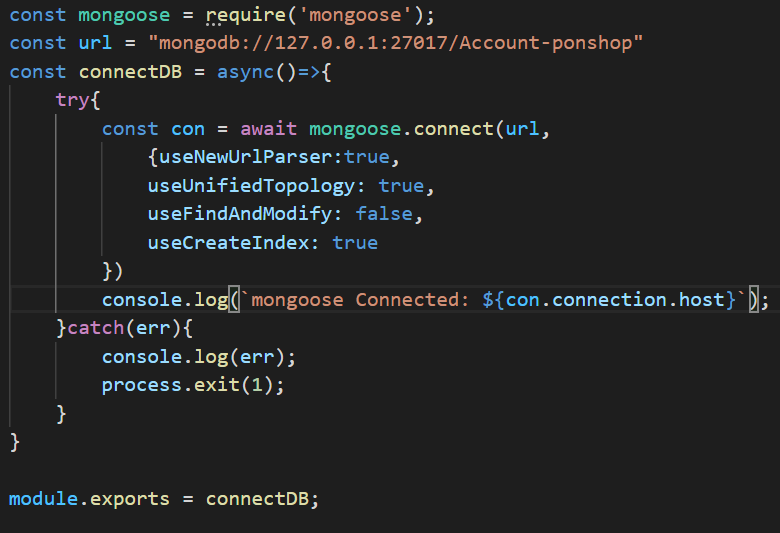 const mongoose = require('mongoose');
const url = "mongodb://127.0.0.1:27017/Account-ponshop"
const connectDB = async()=>{
    try{
        const con = await mongoose.connect(url,
            {useNewUrlParser:true,
            useUnifiedTopology: true,
            useFindAndModify: false,
            useCreateIndex: true
        })
        console.log(`mongoose Connected: ${con.connection.host}`);
    }catch(err){
        console.log(err);
        process.exit(1);
    }
}
module.exports = connectDB;